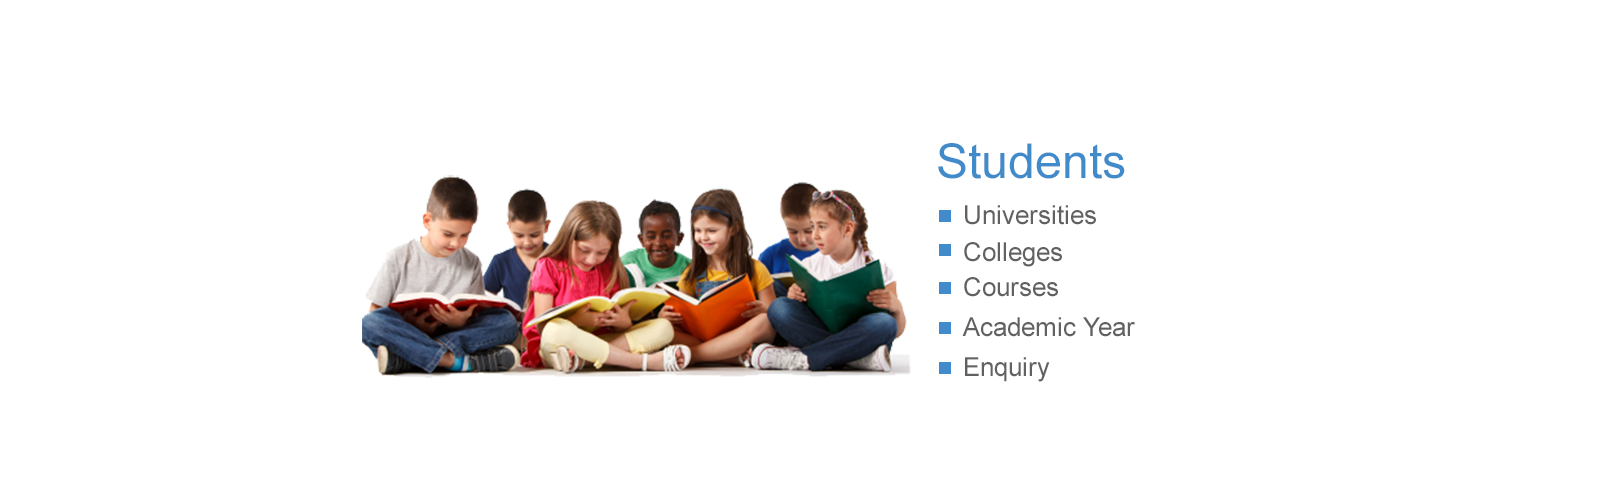 Students
Universities
Colleges
Courses
Academic Year
Enquiry